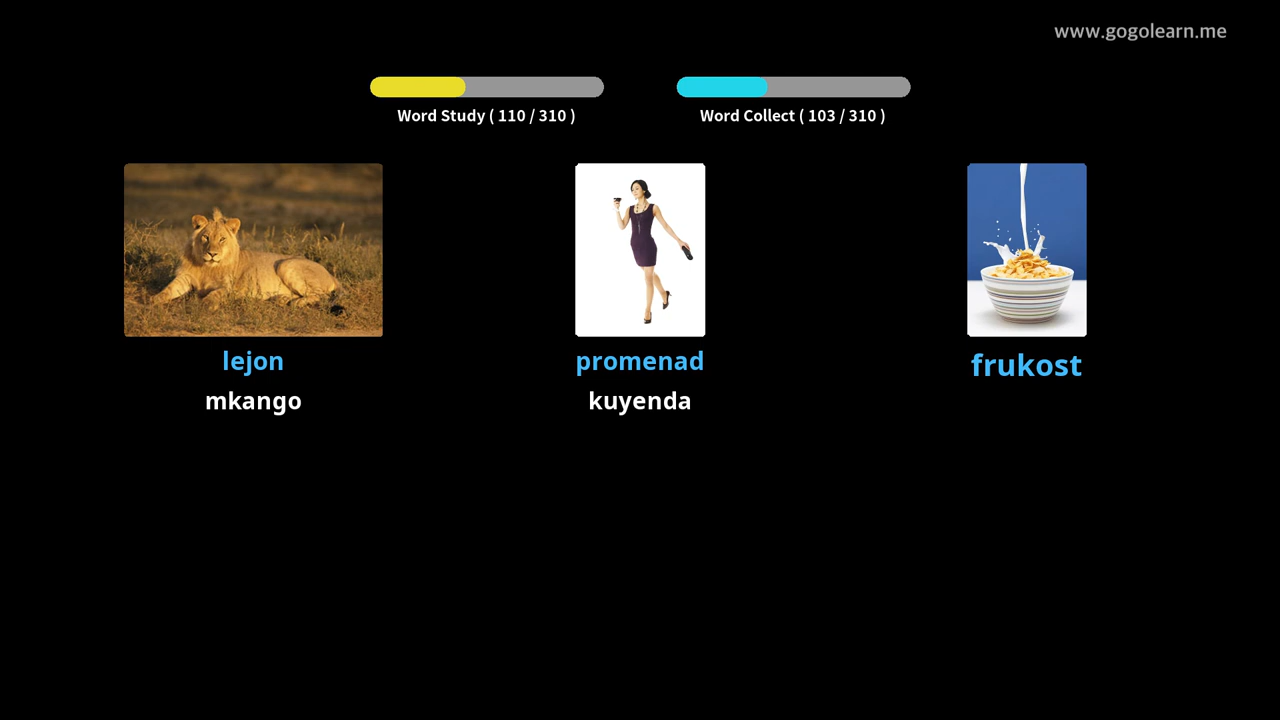 www.gogolearn.me
Word Study ( 110 / 310 )
Word Collect ( 103 / 310 )
lejon
promenad
frukost
mkango
kuyenda